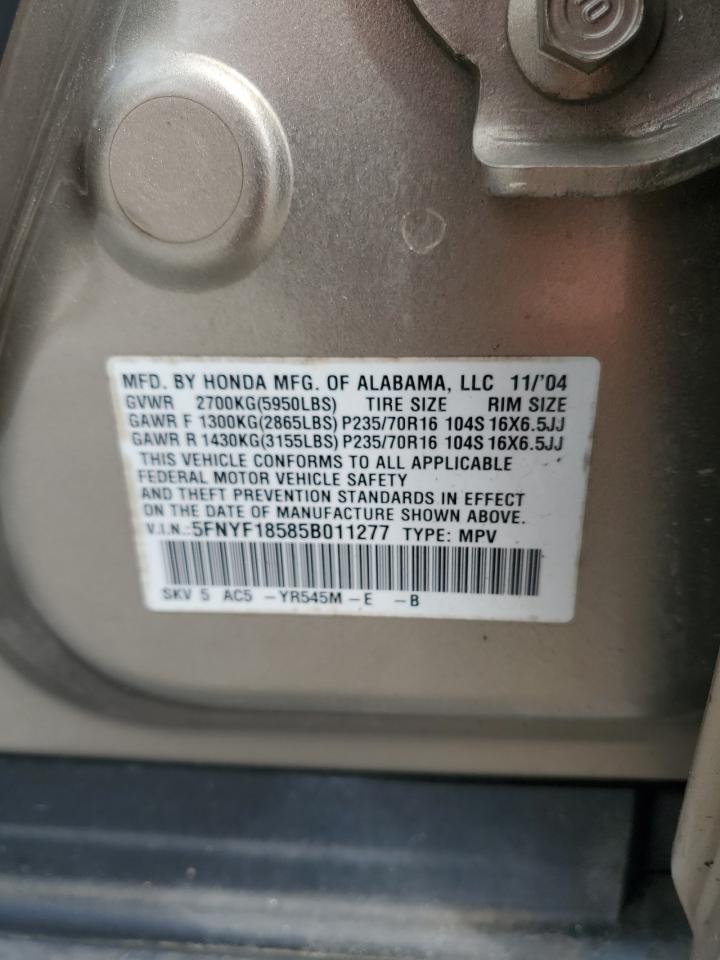 10
MFD. BY HONDA MFG. OF ALABAMA, LLC 11/'04
GVWR 2700KG(5950LBS) TIRE SIZE RIM SIZE
GAWR F 1300KG(2865LBS) P235/70R16 104S 16X6.5JJ
GAWR R 1430KG(3155LBS) P235/70R16 104S 16X6.5JJ
THIS VEHICLE CONFORMS TO ALL APPLICABLE
FEDERAL MOTOR VEHICLE SAFETY
AND THEFT PREVENTION STANDARDS IN EFFECT
ON THE DATE OF MANUFACTURE SHOWN ABOVE.
V.I.N.:5FNYF18585B011277 TYPE: MPV
SKV 5 AC5 -YR545M -E -B